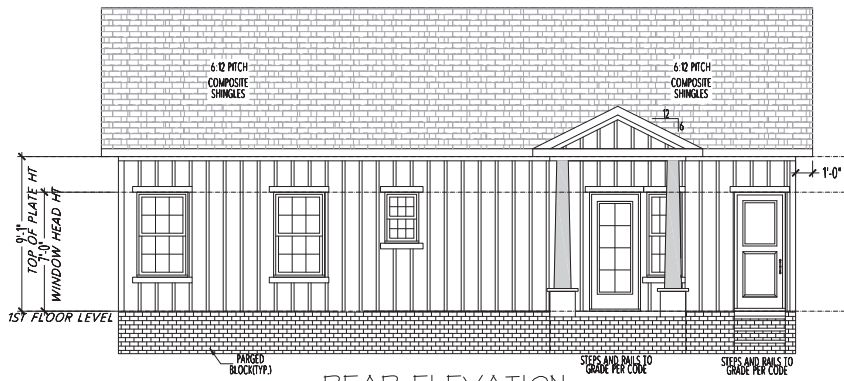 6:12 PITCH
COMPOSITE
SHINGLES
6:12 PITCH
COMPOSITE
SHINGLES
12
6
1'-0"
9'-1"
TOP OF PLATE HT
7'-0"
WINDOW HEAD HT
1ST FLOOR LEVEL
PARGED
BLOCK(TYP.)
STEPS AND RAILS TO
GRADE PER CODE
STEPS AND RAILS TO
GRADE PER CODE
REAR ELEVATION